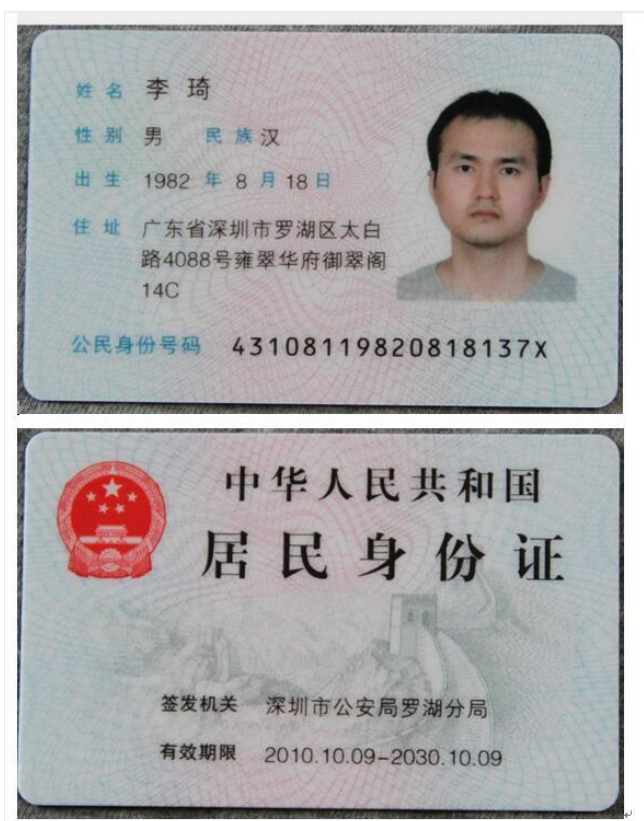 姓名 李琦
性别 男 民族 汉
出生 1982 年 8 月 18 日
住址 广东省深圳市罗湖区太白
路4088号雍翠华府御翠阁
14C
公民身份号码 43108119820818137X
中华人民共和国
居民身份证
签发机关 深圳市公安局罗湖分局
有效期限 2010.10.09-2030.10.09